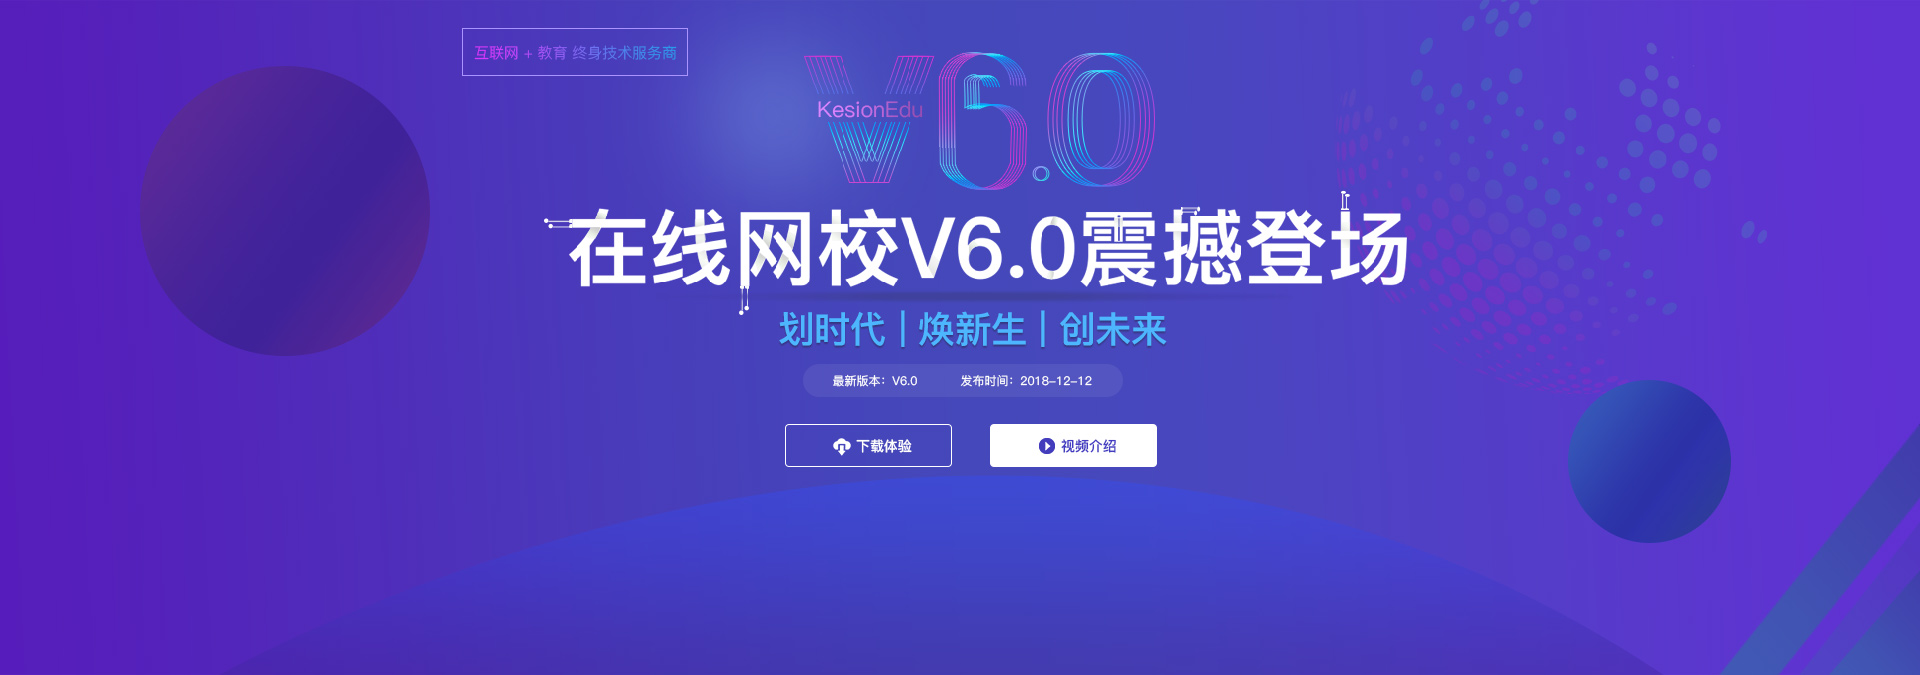 互联网 + 教育 终身技术服务商
V6.0
KesionEdu
在线网校V6.0震撼登场
划时代 | 焕新生 | 创未来
最新版本：V6.0 发布时间：2018-12-12
下载体验 视频介绍